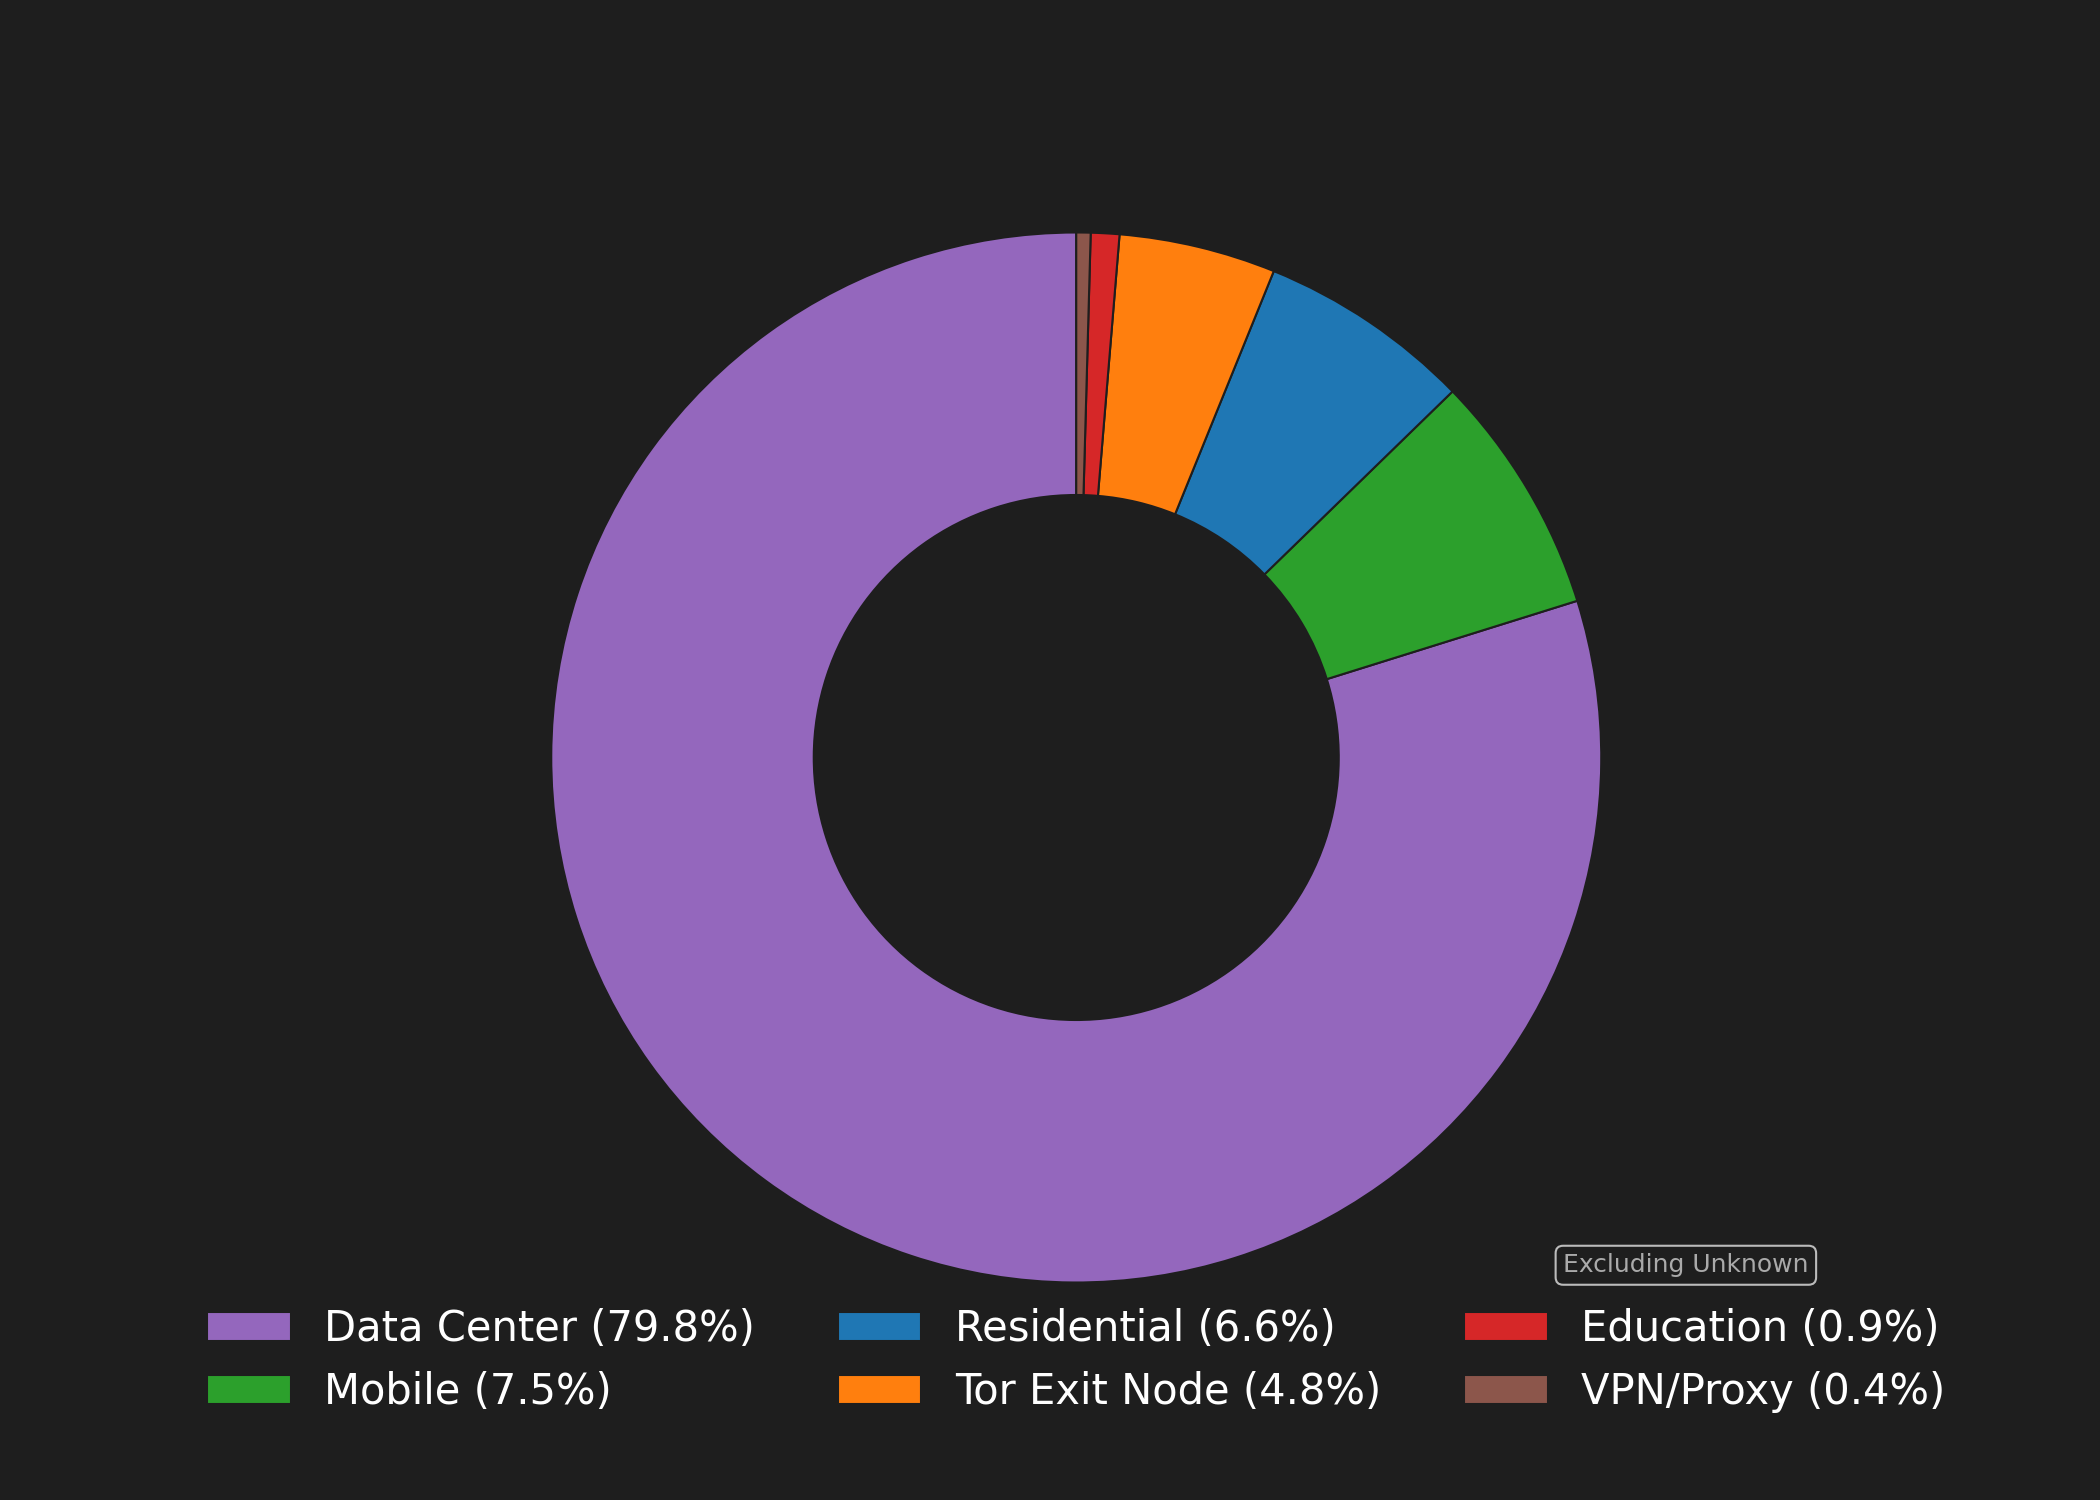 Excluding Unknown
Data Center (79.8%)
Mobile (7.5%)
Residential (6.6%)
Tor Exit Node (4.8%)
Education (0.9%)
VPN/Proxy (0.4%)